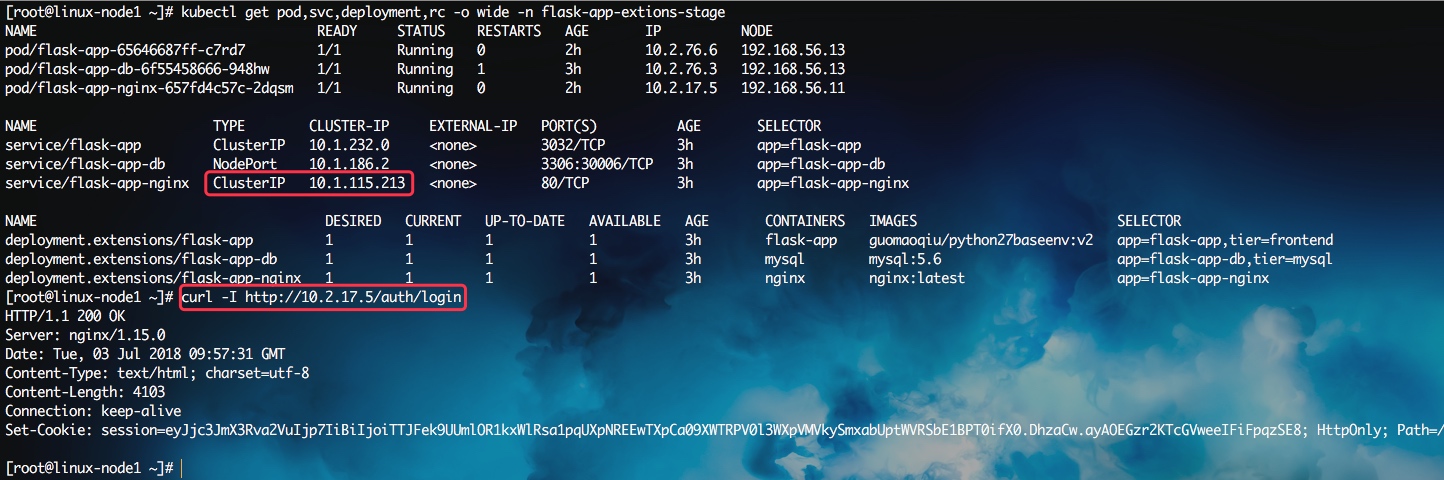 [root@linux-node1 ~]# kubectl get pod,svc,deployment,rc -o wide -n flask-app-extions-stage
NAME READY STATUS RESTARTS AGE IP NODE
pod/flask-app-65646687ff-c7rd7 1/1 Running 0 2h 10.2.76.6 192.168.56.13
pod/flask-app-db-6f55458666-948hw 1/1 Running 1 3h 10.2.76.3 192.168.56.13
pod/flask-app-nginx-657fd4c57c-2dqsm 1/1 Running 0 2h 10.2.17.5 192.168.56.11
NAME TYPE CLUSTER-IP EXTERNAL-IP PORT(S) AGE SELECTOR
service/flask-app ClusterIP 10.1.232.0 <none> 3032/TCP 3h app=flask-app
service/flask-app-db NodePort 10.1.186.2 <none> 3306:30006/TCP 3h app=flask-app-db
service/flask-app-nginx ClusterIP 10.1.115.213 <none> 80/TCP 3h app=flask-app-nginx
NAME DESIRED CURRENT UP-TO-DATE AVAILABLE AGE CONTAINERS IMAGES SELECTOR
deployment.extensions/flask-app 1 1 1 1 3h flask-app guomaoqiu/python27baseenv:v2 app=flask-app,tier=frontend
deployment.extensions/flask-app-db 1 1 1 1 3h mysql mysql:5.6 app=flask-app-db,tier=mysql
deployment.extensions/flask-app-nginx 1 1 1 1 3h nginx nginx:latest app=flask-app-nginx
[root@linux-node1 ~]# curl -I http://10.2.17.5/auth/login
HTTP/1.1 200 OK
Server: nginx/1.15.0
Date: Tue, 03 Jul 2018 09:57:31 GMT
Content-Type: text/html; charset=utf-8
Content-Length: 4103
Connection: keep-alive
Set-Cookie: HttpOnly; Path=/
[root@linux-node1 ~]#